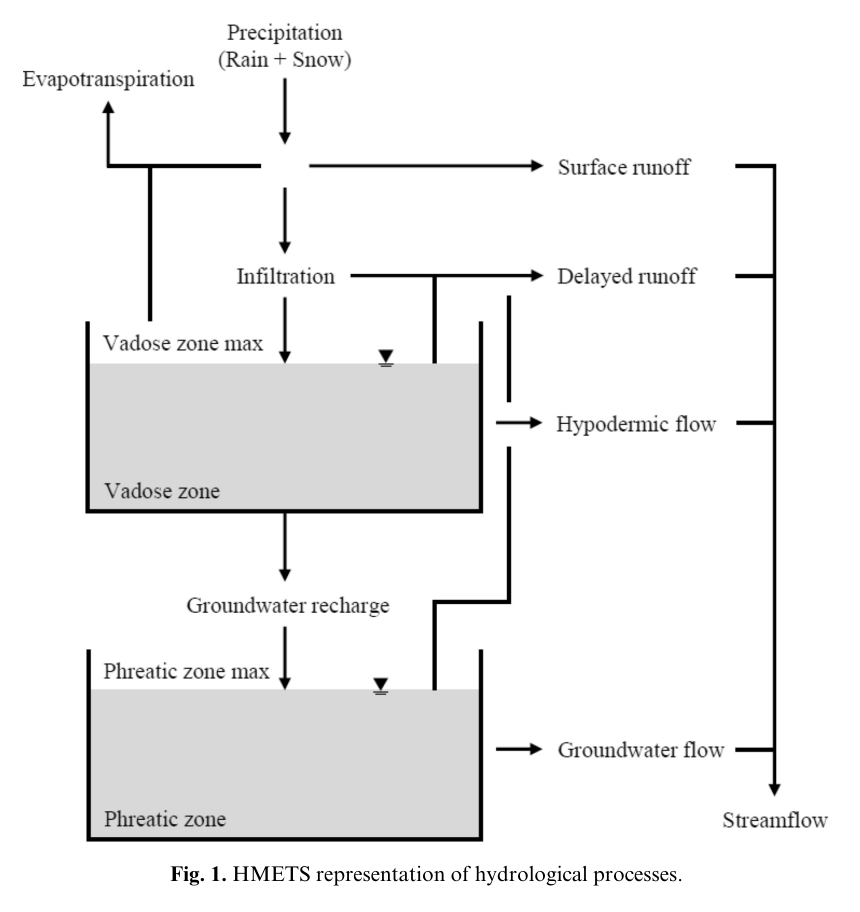 Precipitation
(Rain + Snow)
Evapotranspiration
Surface runoff
Infiltration
Delayed runoff
Vadose zone max
Hypodermic flow
Vadose zone
Groundwater recharge
Phreatic zone max
Groundwater flow
Phreatic zone
Streamflow
Fig. 1. HMETS representation of hydrological processes.